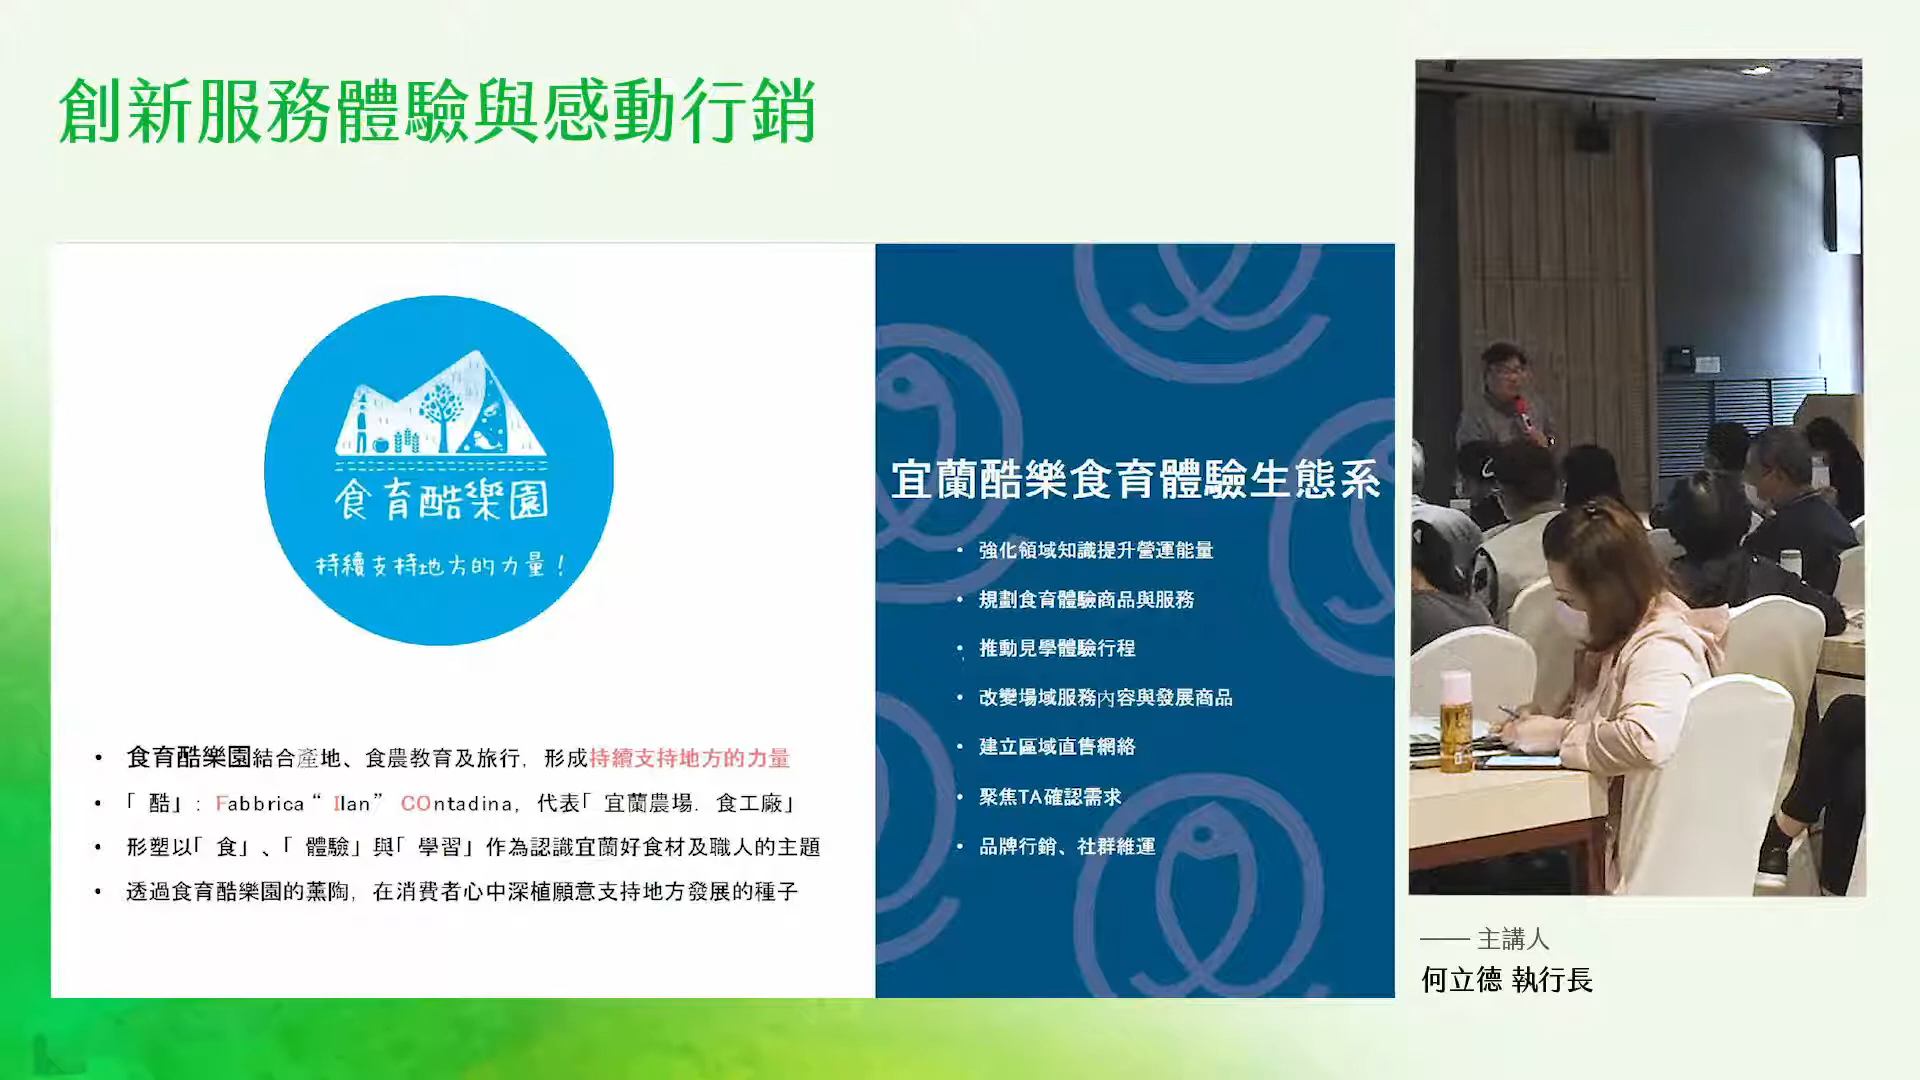 創新服務體驗與感動行銷
食育酷樂園
持續支持地方的力量！
• 食育酷樂園結合產地、食農教育及旅行，形成持續支持地方的力量
• 「酷」: Fabbrica “ Ilan” COntadina，代表「宜蘭農場．食工廠」
• 形塑以「食」、「體驗」與「學習」作為認識宜蘭好食材及職人的主題
• 透過食育酷樂園的薰陶，在消費者心中深植願意支持地方發展的種子
宜蘭酷樂食育體驗生態系
• 強化領域知識提升營運能量
• 規劃食育體驗商品與服務
• 推動見學體驗行程
• 改變場域服務內容與發展商品
• 建立區域直售網絡
• 聚焦TA確認需求
• 品牌行銷、社群維運
—— 主講人
何立德 執行長